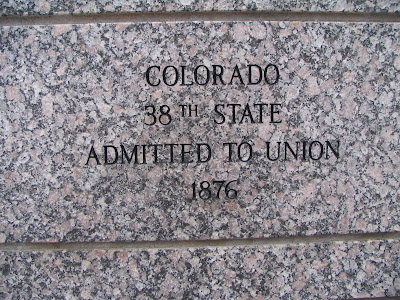 COLORADO
38TH STATE
ADMITTED TO UNION
1876